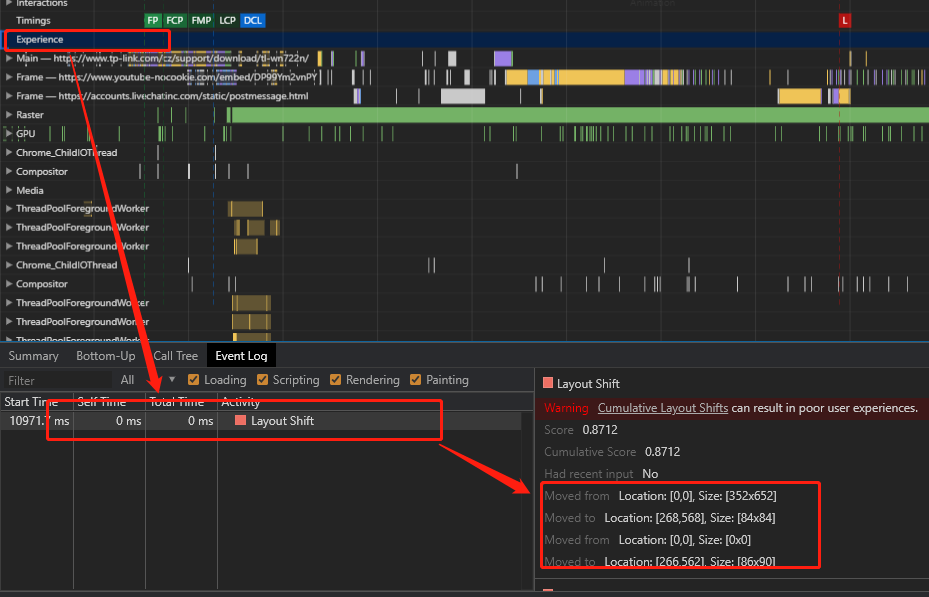 Interactions
Animation
Timings FP FCP FMP LCP DCL L
Experience
Main — https://www.tp-link.com/cz/support/download/tl-wn722n/
Frame — https://www.youtube-nocookie.com/embed/DP99Ym2vnPY
Frame — https://accounts.livechatinc.com/static/postmessage.html
Raster
GPU
Chrome_ChildIOThread
Compositor
Media
ThreadPoolForegroundWorker
ThreadPoolForegroundWorker
ThreadPoolForegroundWorker
Chrome_ChildIOThread
Compositor
ThreadPoolForegroundWorker
ThreadPoolForegroundWorker
ThreadPoolForegroundWorker
Summary Bottom-Up Call Tree Event Log
Filter All Loading Scripting Rendering Painting
Start Time Self Time Total Time Activity
10971.7 ms 0 ms 0 ms Layout Shift
Layout Shift
Warning Cumulative Layout Shifts can result in poor user experiences.
Score 0.8712
Cumulative Score 0.8712
Had recent input No
Moved from Location: [0,0], Size: [352x652]
Moved to Location: [268,568], Size: [84x84]
Moved from Location: [0,0], Size: [0x0]
Moved to Location: [266,562], Size: [86x90]